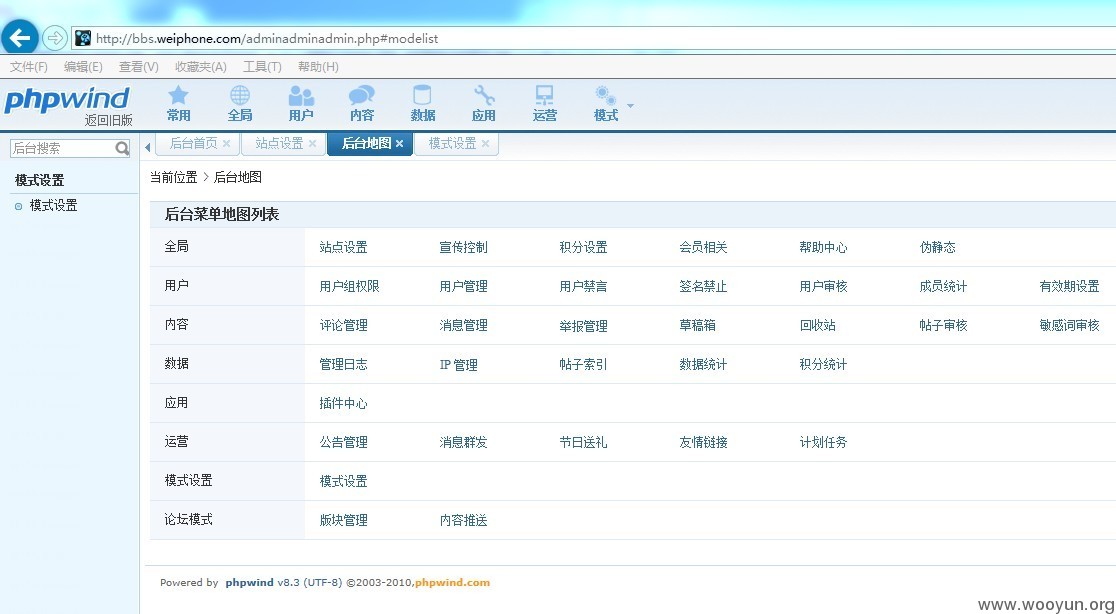 http://bbs.weiphone.com/adminadminadmin.php#modelist
文件(F) 编辑(E) 查看(V) 收藏夹(A) 工具(T) 帮助(H)
phpwind
返回旧版
常用 全局 用户 内容 数据 应用 运营 模式
后台搜索
后台首页 × 站点设置 × 后台地图 × 模式设置 ×
模式设置
模式设置
当前位置 > 后台地图
后台菜单地图列表
全局 站点设置 宣传控制 积分设置 会员相关 帮助中心 伪静态
用户 用户组权限 用户管理 用户禁言 签名禁止 用户审核 成员统计 有效期设置
内容 评论管理 消息管理 举报管理 草稿箱 回收站 帖子审核 敏感词审核
数据 管理日志 IP 管理 帖子索引 数据统计 积分统计
应用 插件中心
运营 公告管理 消息群发 节日送礼 友情链接 计划任务
模式设置 模式设置
论坛模式 版块管理 内容推送
Powered by phpwind v8.3 (UTF-8) ©2003-2010,phpwind.com
www.wooyun.org